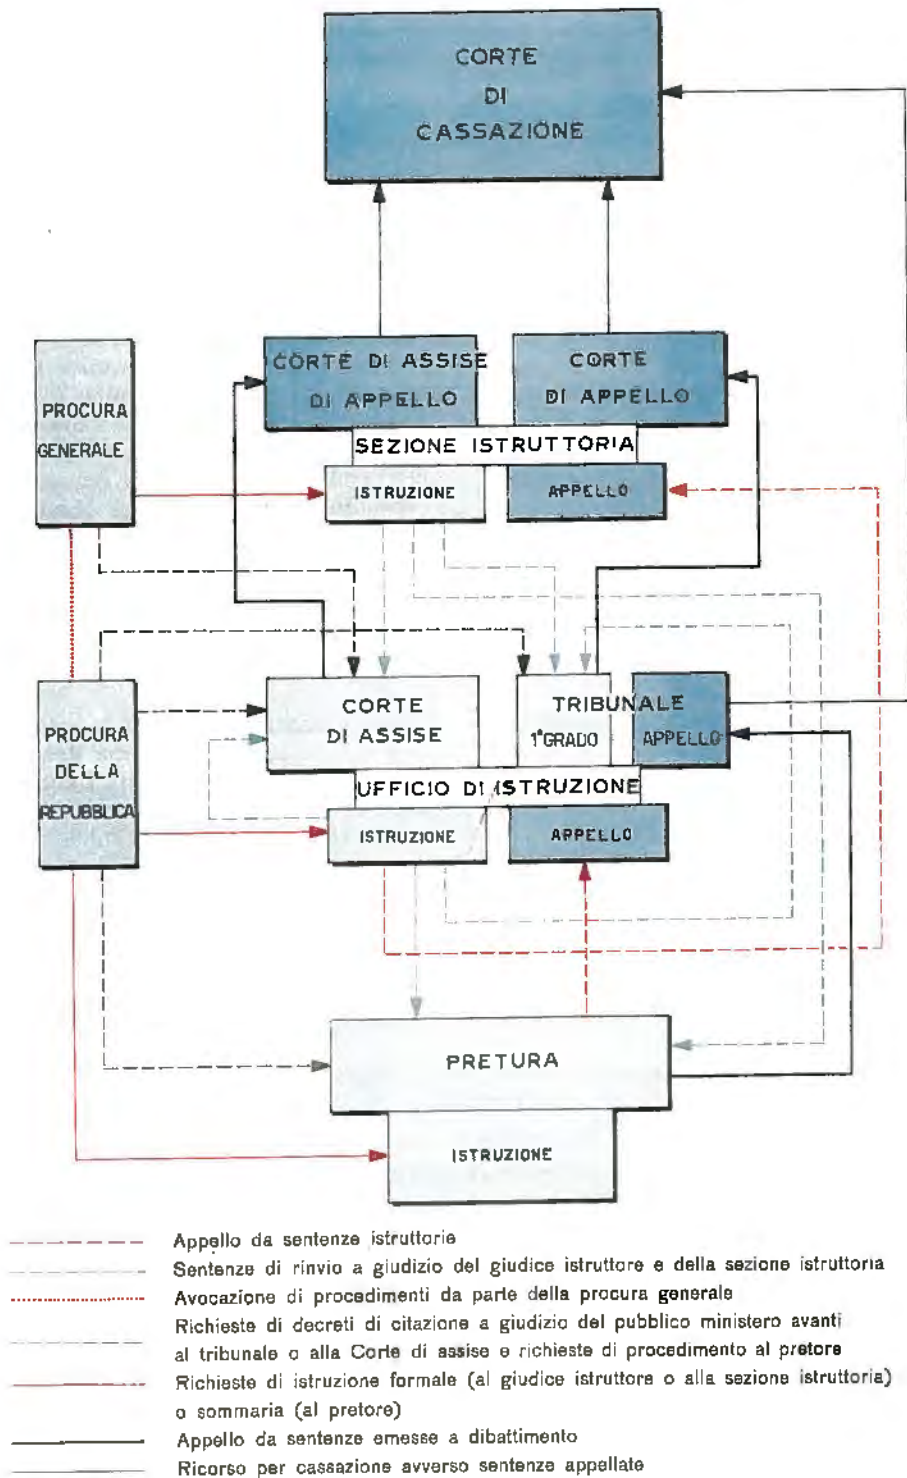 CORTE
DI
CASSAZIONE
CORTE DI ASSISE
DI APPELLO
CORTE
DI APPELLO
PROCURA
GENERALE
SEZIONE ISTRUTTORIA
ISTRUZIONE
APPELLO
PROCURA
DELLA
REPUBBLICA
CORTE
DI ASSISE
TRIBUNALE
1°GRADO
APPELLO
UFFICIO DI ISTRUZIONE
ISTRUZIONE
APPELLO
PRETURA
ISTRUZIONE
Appello da sentenze istruttorie
Sentenze di rinvio a giudizio del giudice istruttore e della sezione istruttoria
Avocazione di procedimenti da parte della procura generale
Richieste di decreti di citazione a giudizio del pubblico ministero avanti
al tribunale o alla Corte di assise e richieste di procedimento al pretore
Richieste di istruzione formale (al giudice istruttore o alla sezione istruttoria)
o sommaria (al pretore)
Appello da sentenze emesse a dibattimento
Ricorso per cassazione avverso sentenze appellate